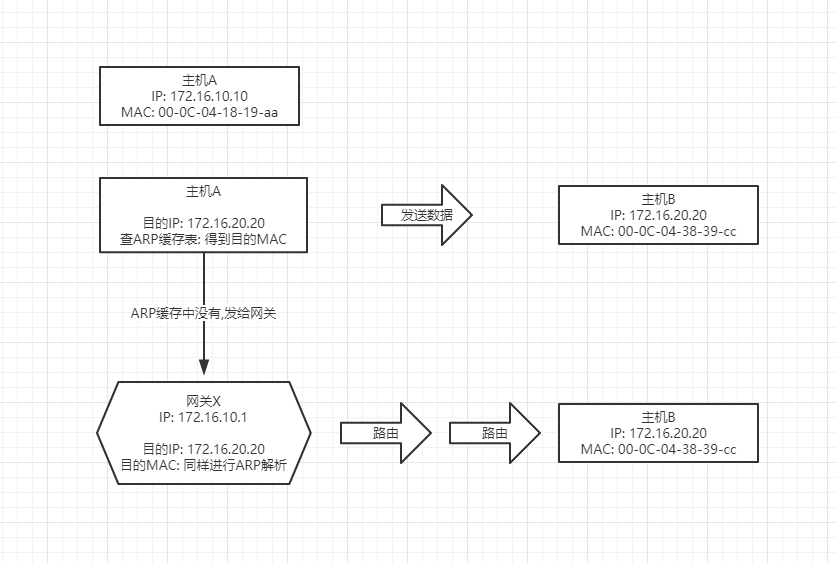 主机A
IP: 172.16.10.10
MAC: 00-0C-04-18-19-aa
主机A
目的IP: 172.16.20.20
查ARP缓存表: 得到目的MAC
发送数据
主机B
IP: 172.16.20.20
MAC: 00-0C-04-38-39-cc
ARP缓存中没有,发给网关
网关X
IP: 172.16.10.1
目的IP: 172.16.20.20
目的MAC: 同样进行ARP解析
路由
路由
主机B
IP: 172.16.20.20
MAC: 00-0C-04-38-39-cc